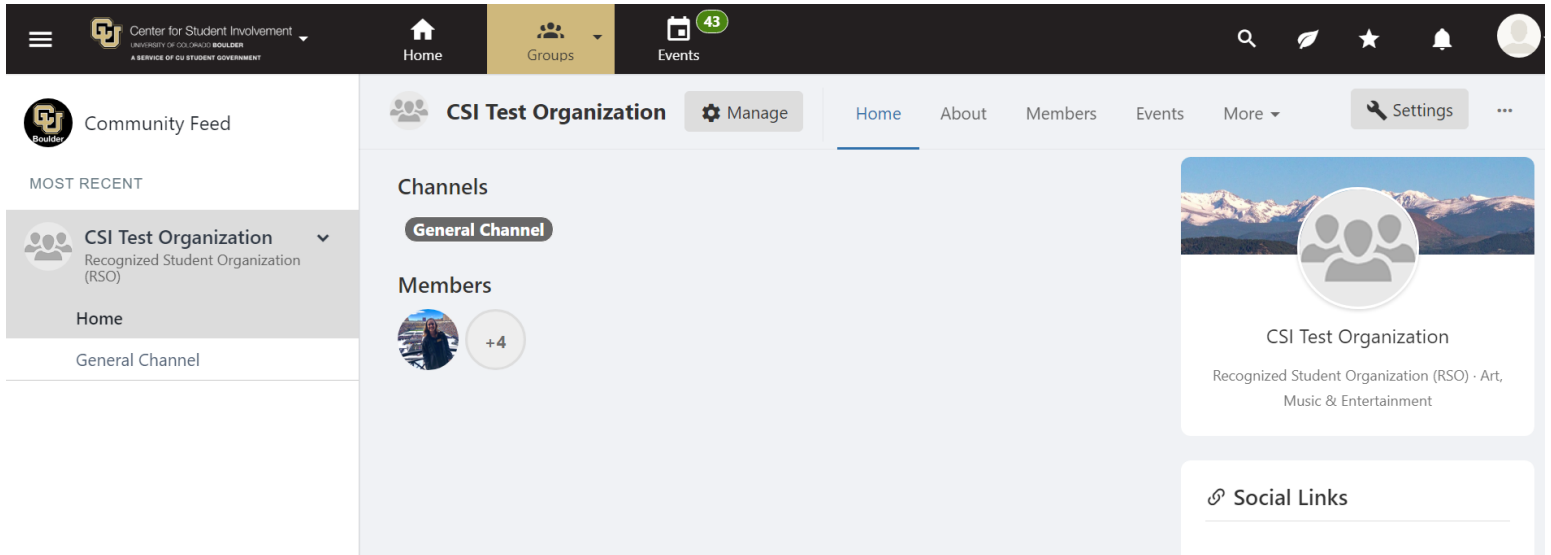 Center for Student Involvement
UNIVERSITY OF COLORADO BOULDER
A SERVICE OF CU STUDENT GOVERNMENT
Home
Groups
Events
43
Boulder
Community Feed
MOST RECENT
CSI Test Organization
Recognized Student Organization
(RSO)
Home
General Channel
CSI Test Organization
Manage
Home
About
Members
Events
More
Settings
Channels
General Channel
Members
+4
CSI Test Organization
Recognized Student Organization (RSO) · Art,
Music & Entertainment
Social Links